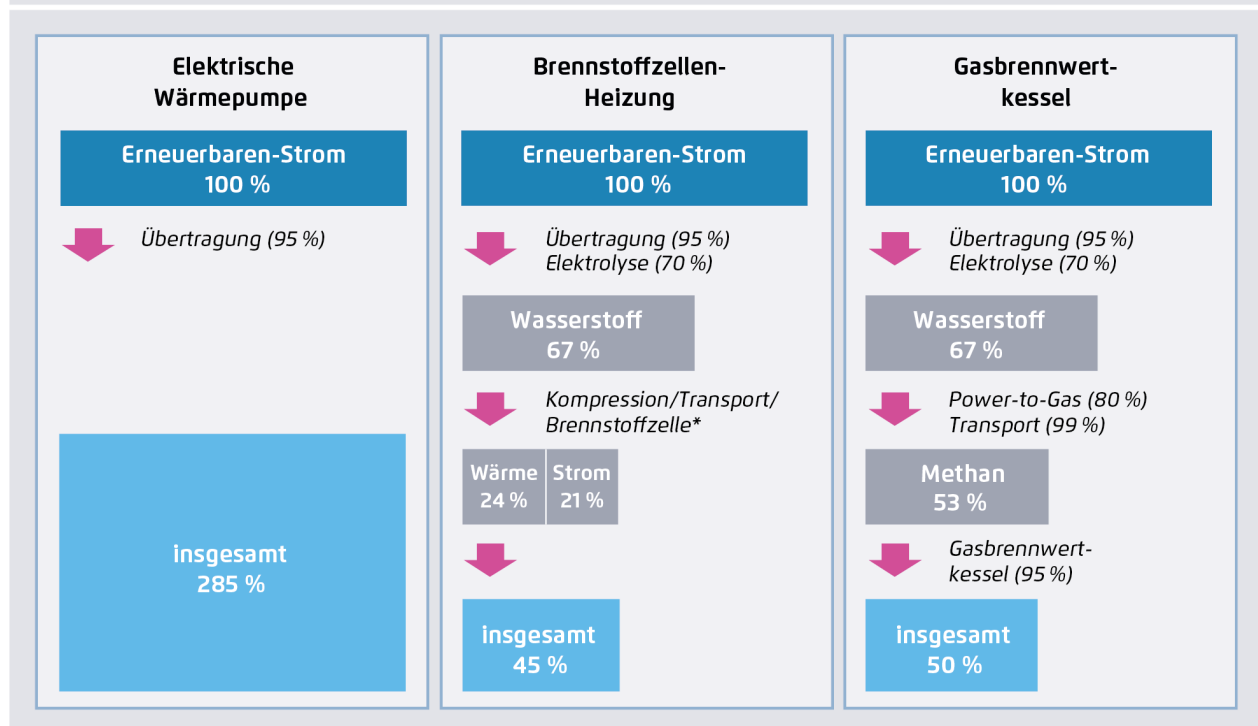 Elektrische
Wärmepumpe
Erneuerbaren-Strom
100 %
Übertragung (95 %)
insgesamt
285 %
Brennstoffzellen-
Heizung
Erneuerbaren-Strom
100 %
Übertragung (95 %)
Elektrolyse (70 %)
Wasserstoff
67 %
Kompression/Transport/
Brennstoffzelle*
Wärme
24 %
Strom
21 %
insgesamt
45 %
Gasbrennwert-
kessel
Erneuerbaren-Strom
100 %
Übertragung (95 %)
Elektrolyse (70 %)
Wasserstoff
67 %
Power-to-Gas (80 %)
Transport (99 %)
Methan
53 %
Gasbrennwert-
kessel (95 %)
insgesamt
50 %